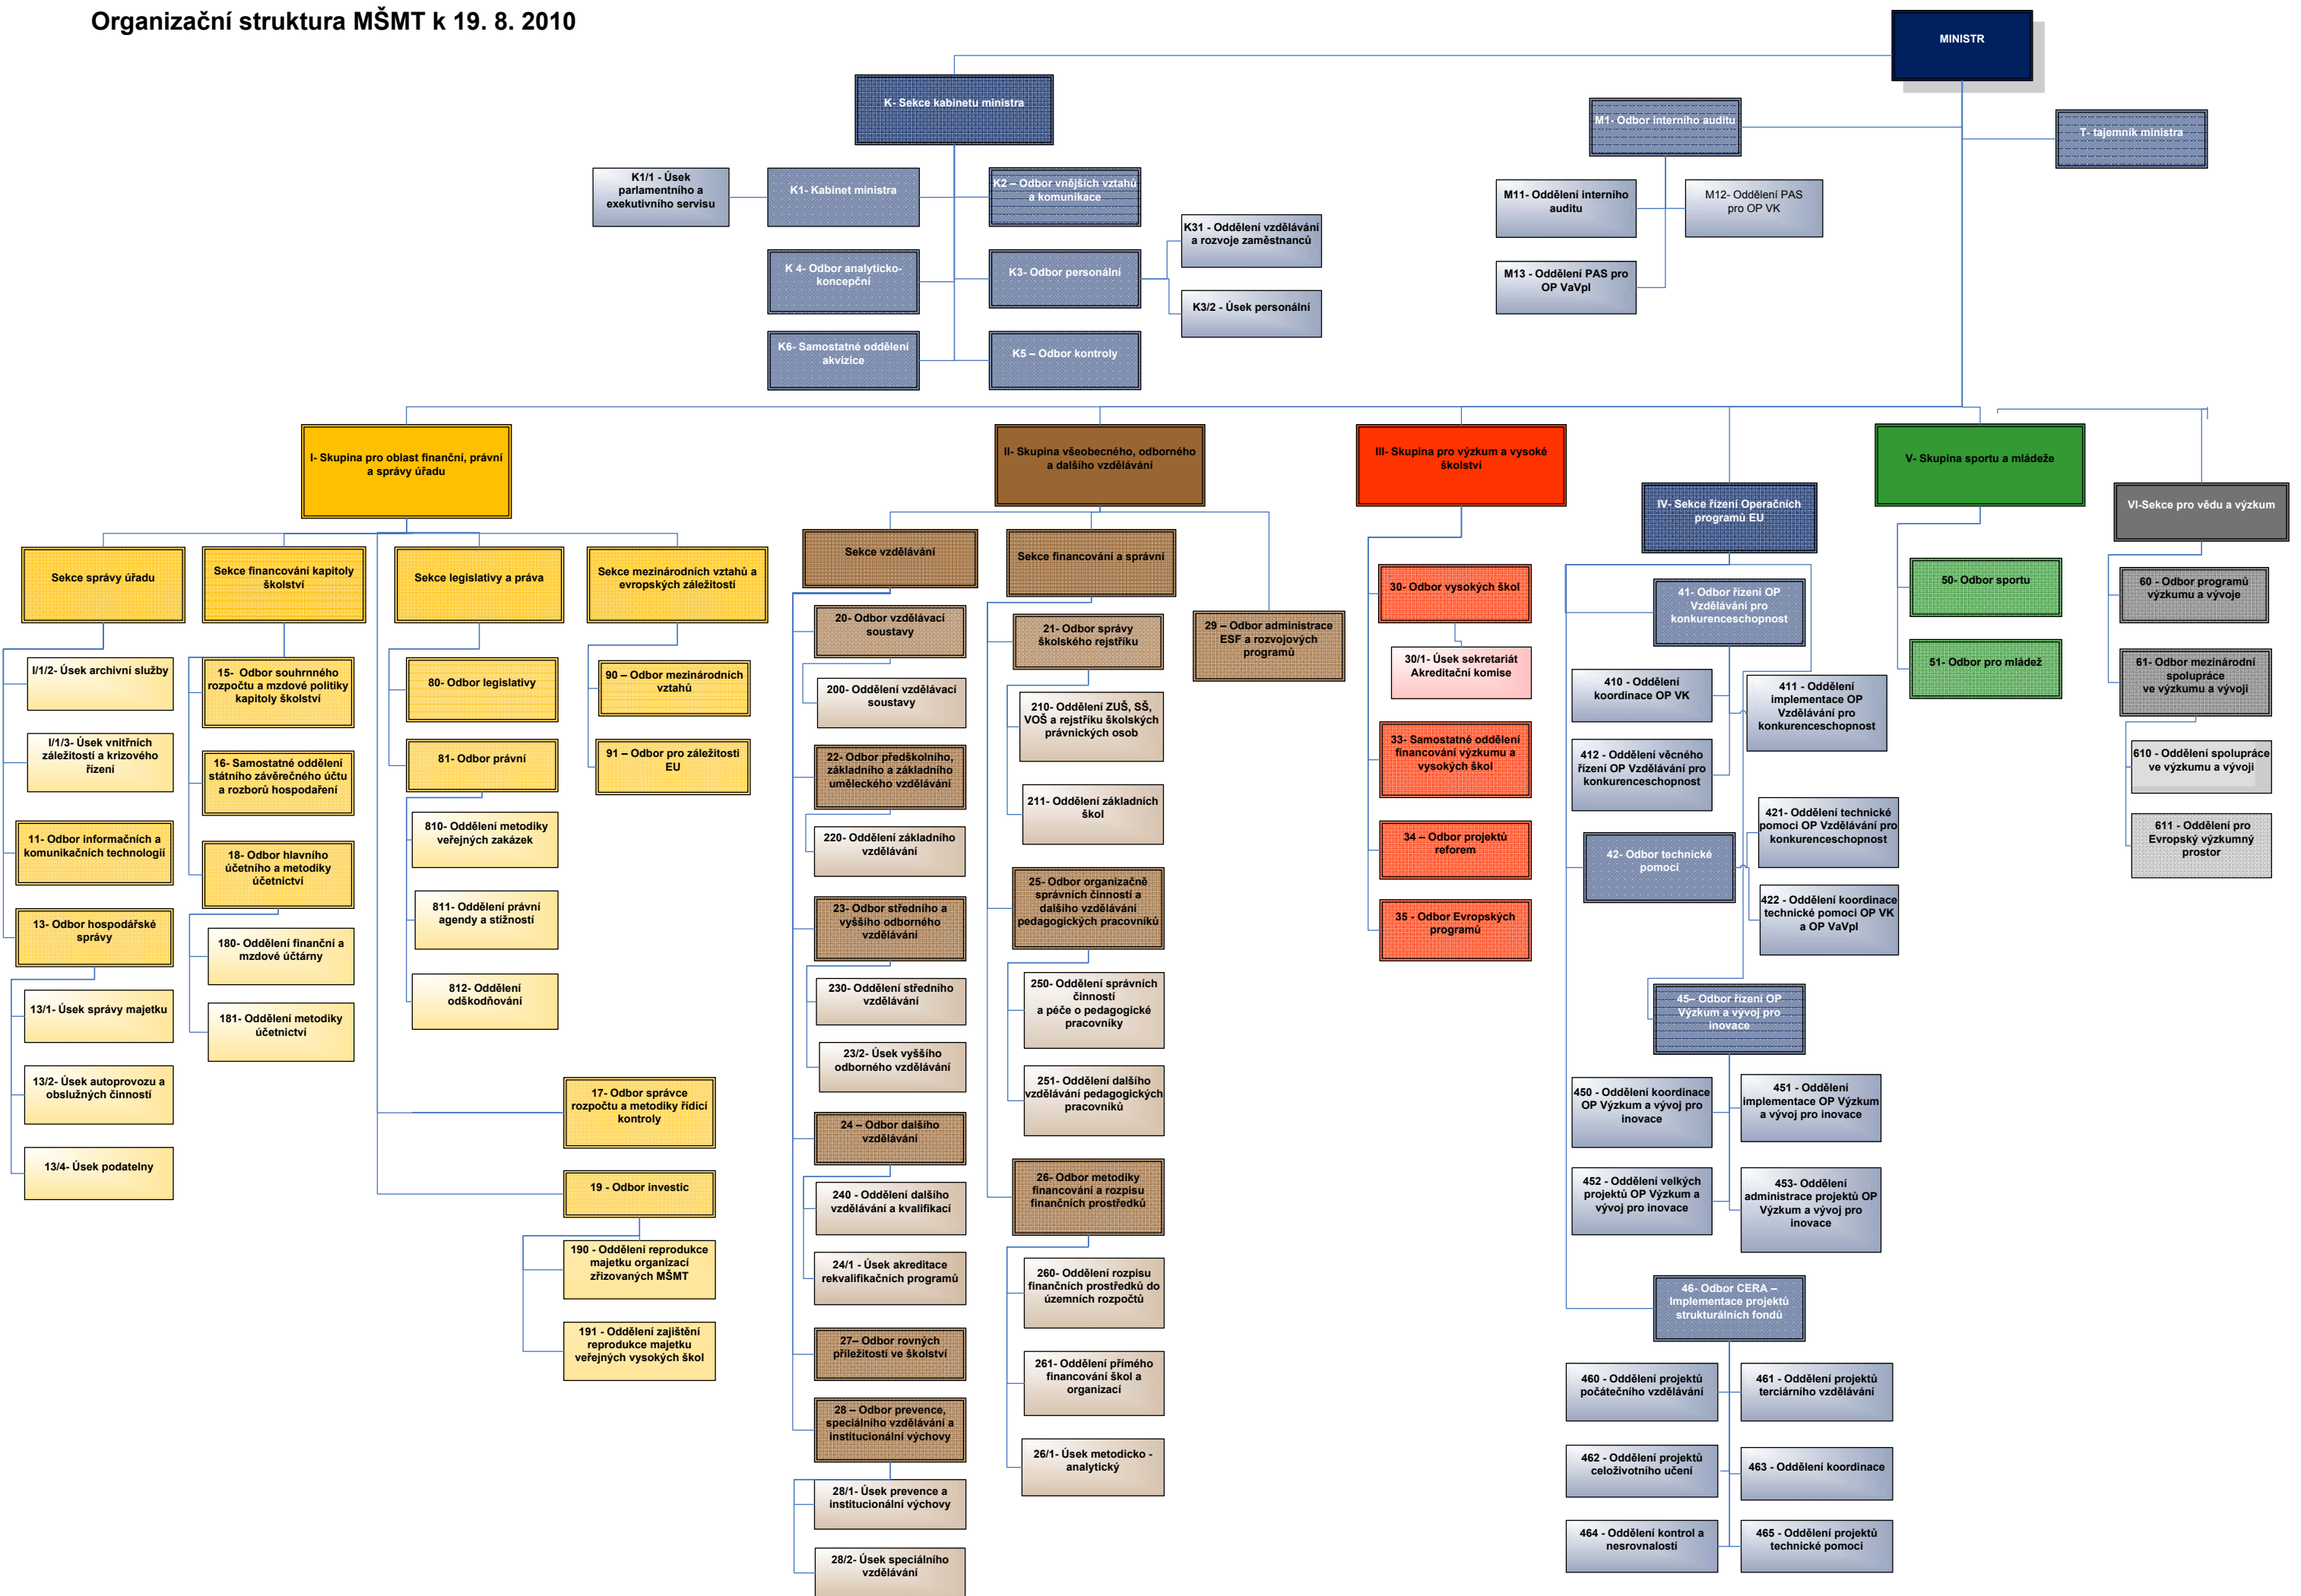 Organizační struktura MŠMT k 19. 8. 2010
MINISTR
K- Sekce kabinetu ministra
M1- Odbor interního auditu
T- tajemník ministra
K1/1 - Úsek
parlamentního a
exekutivního servisu
K1- Kabinet ministra
K2 – Odbor vnějších vztahů
a komunikace
M11- Oddělení interního
auditu
M12- Oddělení PAS
pro OP VK
K31 - Oddělení vzdělávání
a rozvoje zaměstnanců
K 4- Odbor analyticko-
koncepční
K3- Odbor personální
M13 - Oddělení PAS pro
OP VaVpI
K3/2 - Úsek personální
K6- Samostatné oddělení
akvizice
K5 – Odbor kontroly
I- Skupina pro oblast finanční, právní
a správy úřadu
II- Skupina všeobecného, odborného
a dalšího vzdělávání
III- Skupina pro výzkum a vysoké
školství
IV- Sekce řízení Operačních
programů EU
V- Skupina sportu a mládeže
VI-Sekce pro vědu a výzkum
Sekce správy úřadu
Sekce financování kapitoly
školství
Sekce legislativy a práva
Sekce mezinárodních vztahů a
evropských záležitostí
I/1/2- Úsek archivní služby
I/1/3- Úsek vnitřních
záležitostí a krizového
řízení
11- Odbor informačních a
komunikačních technologií
13- Odbor hospodářské
správy
13/1- Úsek správy majetku
13/2- Úsek autoprovozu a
obslužných činností
13/4- Úsek podatelny
15- Odbor souhrnného
rozpočtu a mzdové politiky
kapitoly školství
16- Samostatné oddělení
státního závěrečného účtu
a rozborů hospodaření
18- Odbor hlavního
účetního a metodiky
účetnictví
180- Oddělení finanční a
mzdové účtárny
181- Oddělení metodiky
účetnictví
80- Odbor legislativy
81- Odbor právní
810- Oddělení metodiky
veřejných zakázek
811- Oddělení právní
agendy a stížností
812- Oddělení
odškodňování
90 – Odbor mezinárodních
vztahů
91 – Odbor pro záležitosti
EU
17- Odbor správce
rozpočtu a metodiky řídící
kontroly
19 - Odbor investic
190 - Oddělení reprodukce
majetku organizací
zřizovaných MŠMT
191 - Oddělení zajištění
reprodukce majetku
veřejných vysokých škol
Sekce vzdělávání
20- Odbor vzdělávací
soustavy
200- Oddělení vzdělávací
soustavy
22- Odbor předškolního,
základního a základního
uměleckého vzdělávání
220- Oddělení základního
vzdělávání
23- Odbor středního a
vyššího odborného
vzdělávání
230- Oddělení středního
vzdělávání
23/2- Úsek vyššího
odborného vzdělávání
24 – Odbor dalšího
vzdělávání
240 - Oddělení dalšího
vzdělávání a kvalifikací
24/1 - Úsek akreditace
rekvalifikačních programů
27– Odbor rovných
příležitostí ve školství
28 – Odbor prevence,
speciálního vzdělávání a
institucionální výchovy
28/1- Úsek prevence a
institucionální výchovy
28/2- Úsek speciálního
vzdělávání
Sekce financování a správní
21- Odbor správy
školského rejstříku
210- Oddělení ZUŠ, SŠ,
VOŠ a rejstříku školských
právnických osob
211- Oddělení základních
škol
25- Odbor organizačně
správních činností a
dalšího vzdělávání
pedagogických pracovníků
250- Oddělení správních
činností
a péče o pedagogické
pracovníky
251- Oddělení dalšího
vzdělávání pedagogických
pracovníků
26- Odbor metodiky
financování a rozpisu
finančních prostředků
260- Oddělení rozpisu
finančních prostředků do
územních rozpočtů
261- Oddělení přímého
financování škol a
organizací
26/1- Úsek metodicko -
analytický
29 – Odbor administrace
ESF a rozvojových
programů
30- Odbor vysokých škol
30/1- Úsek sekretariát
Akreditační komise
33- Samostatné oddělení
financování výzkumu a
vysokých škol
34 – Odbor projektů
reforem
35 - Odbor Evropských
programů
41- Odbor řízení OP
Vzdělávání pro
konkurenceschopnost
410 - Oddělení
koordinace OP VK
411 - Oddělení
implementace OP
Vzdělávání pro
konkurenceschopnost
412 - Oddělení věcného
řízení OP Vzdělávání pro
konkurenceschopnost
42- Odbor technické
pomoci
421- Oddělení technické
pomoci OP Vzdělávání pro
konkurenceschopnost
422 - Oddělení koordinace
technické pomoci OP VK
a OP VaVpI
45– Odbor řízení OP
Výzkum a vývoj pro
inovace
450 - Oddělení koordinace
OP Výzkum a vývoj pro
inovace
451 - Oddělení
implementace OP Výzkum
a vývoj pro inovace
452 - Oddělení velkých
projektů OP Výzkum a
vývoj pro inovace
453- Oddělení
administrace projektů OP
Výzkum a vývoj pro
inovace
46- Odbor CERA –
Implementace projektů
strukturálních fondů
460 - Oddělení projektů
počátečního vzdělávání
461 - Oddělení projektů
terciárního vzdělávání
462 - Oddělení projektů
celoživotního učení
463 - Oddělení koordinace
464 - Oddělení kontrol a
nesrovnalostí
465 - Oddělení projektů
technické pomoci
50- Odbor sportu
51- Odbor pro mládež
60 - Odbor programů
výzkumu a vývoje
61- Odbor mezinárodní
spolupráce
ve výzkumu a vývoji
610 - Oddělení spolupráce
ve výzkumu a vývoji
611 - Oddělení pro
Evropský výzkumný
prostor